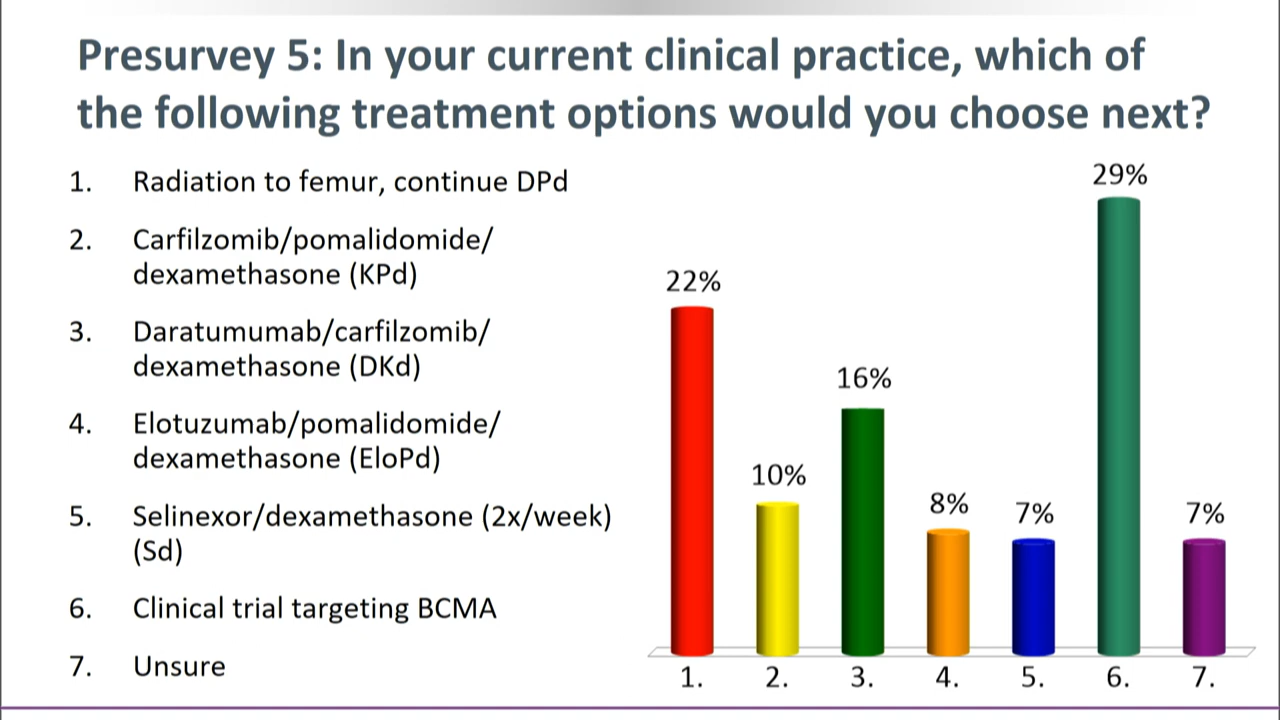 Presurvey 5: In your current clinical practice, which of
the following treatment options would you choose next?
1. Radiation to femur, continue DPd
2. Carfilzomib/pomalidomide/
dexamethasone (KPd)
3. Daratumumab/carfilzomib/
dexamethasone (DKd)
4. Elotuzumab/pomalidomide/
dexamethasone (EloPd)
5. Selinexor/dexamethasone (2x/week)
(Sd)
6. Clinical trial targeting BCMA
7. Unsure
22%
10%
16%
8%
7%
29%
7%
1. 2. 3. 4. 5. 6. 7.